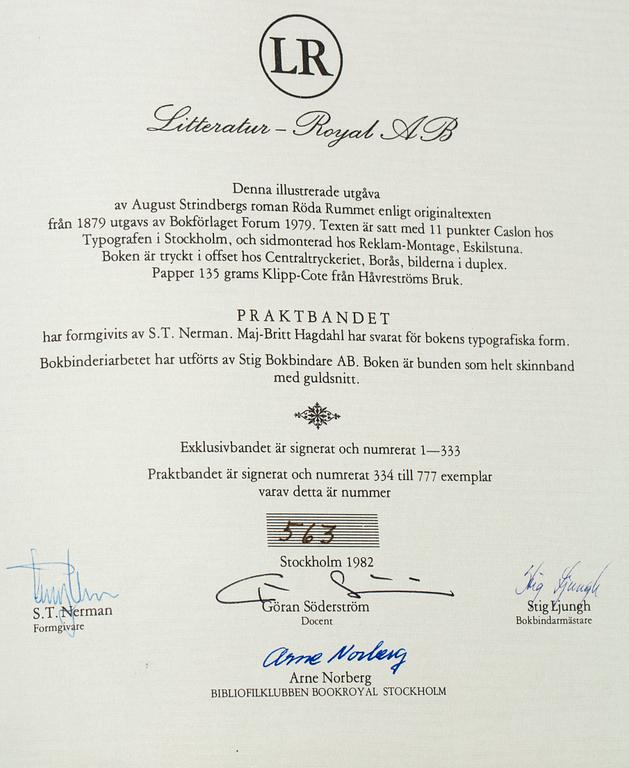 LR
Litteratur – Royal AB
Denna illustrerade utgåva
av August Strindbergs roman Röda Rummet enligt originaltexten
från 1879 utgavs av Bokförlaget Forum 1979. Texten är satt med 11 punkter Caslon hos
Typografen i Stockholm, och sidmonterad hos Reklam-Montage, Eskilstuna.
Boken är tryckt i offset hos Centraltryckeriet, Borås, bilderna i duplex.
Papper 135 grams Klipp-Cote från Håvreströms Bruk.
PRAKTBANDET
har formgivits av S.T. Nerman. Maj-Britt Hagdahl har svarat för bokens typografiska form.
Bokbinderiarbetet har utförts av Stig Bokbindare AB. Boken är bunden som helt skinnband
med guldsnitt.
Exklusivbandet är signerat och numrerat 1—333
Praktbandet är signerat och numrerat 334 till 777 exemplar
varav detta är nummer
563
Stockholm 1982
Stig Ljungh
S.T. Nerman
Göran Söderström
Stig Ljungh
Formgivare
Docent
Bokbindarmästare
Arne Norberg
Arne Norberg
BIBLIOFILKLUBBEN BOOKROYAL STOCKHOLM